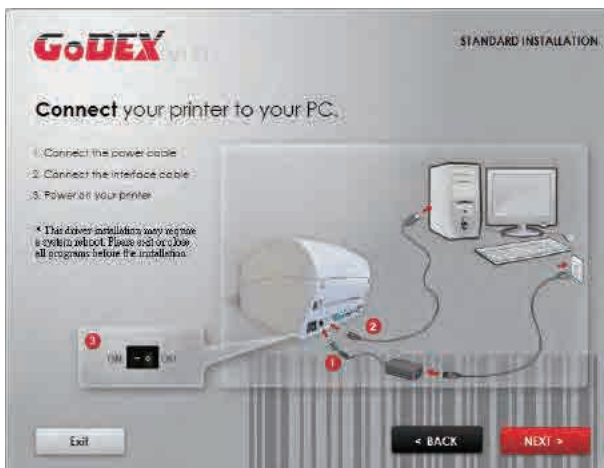 GoDEX
STANDARD INSTALLATION
Connect your printer to your PC.
1. Connect the power cable
2. Connect the interface cable
3. Power on your printer
* This driver installation may require
a system reboot. Please exit or close
all programs before the installation
2
3
ON
1
Exit
< BACK
NEXT >